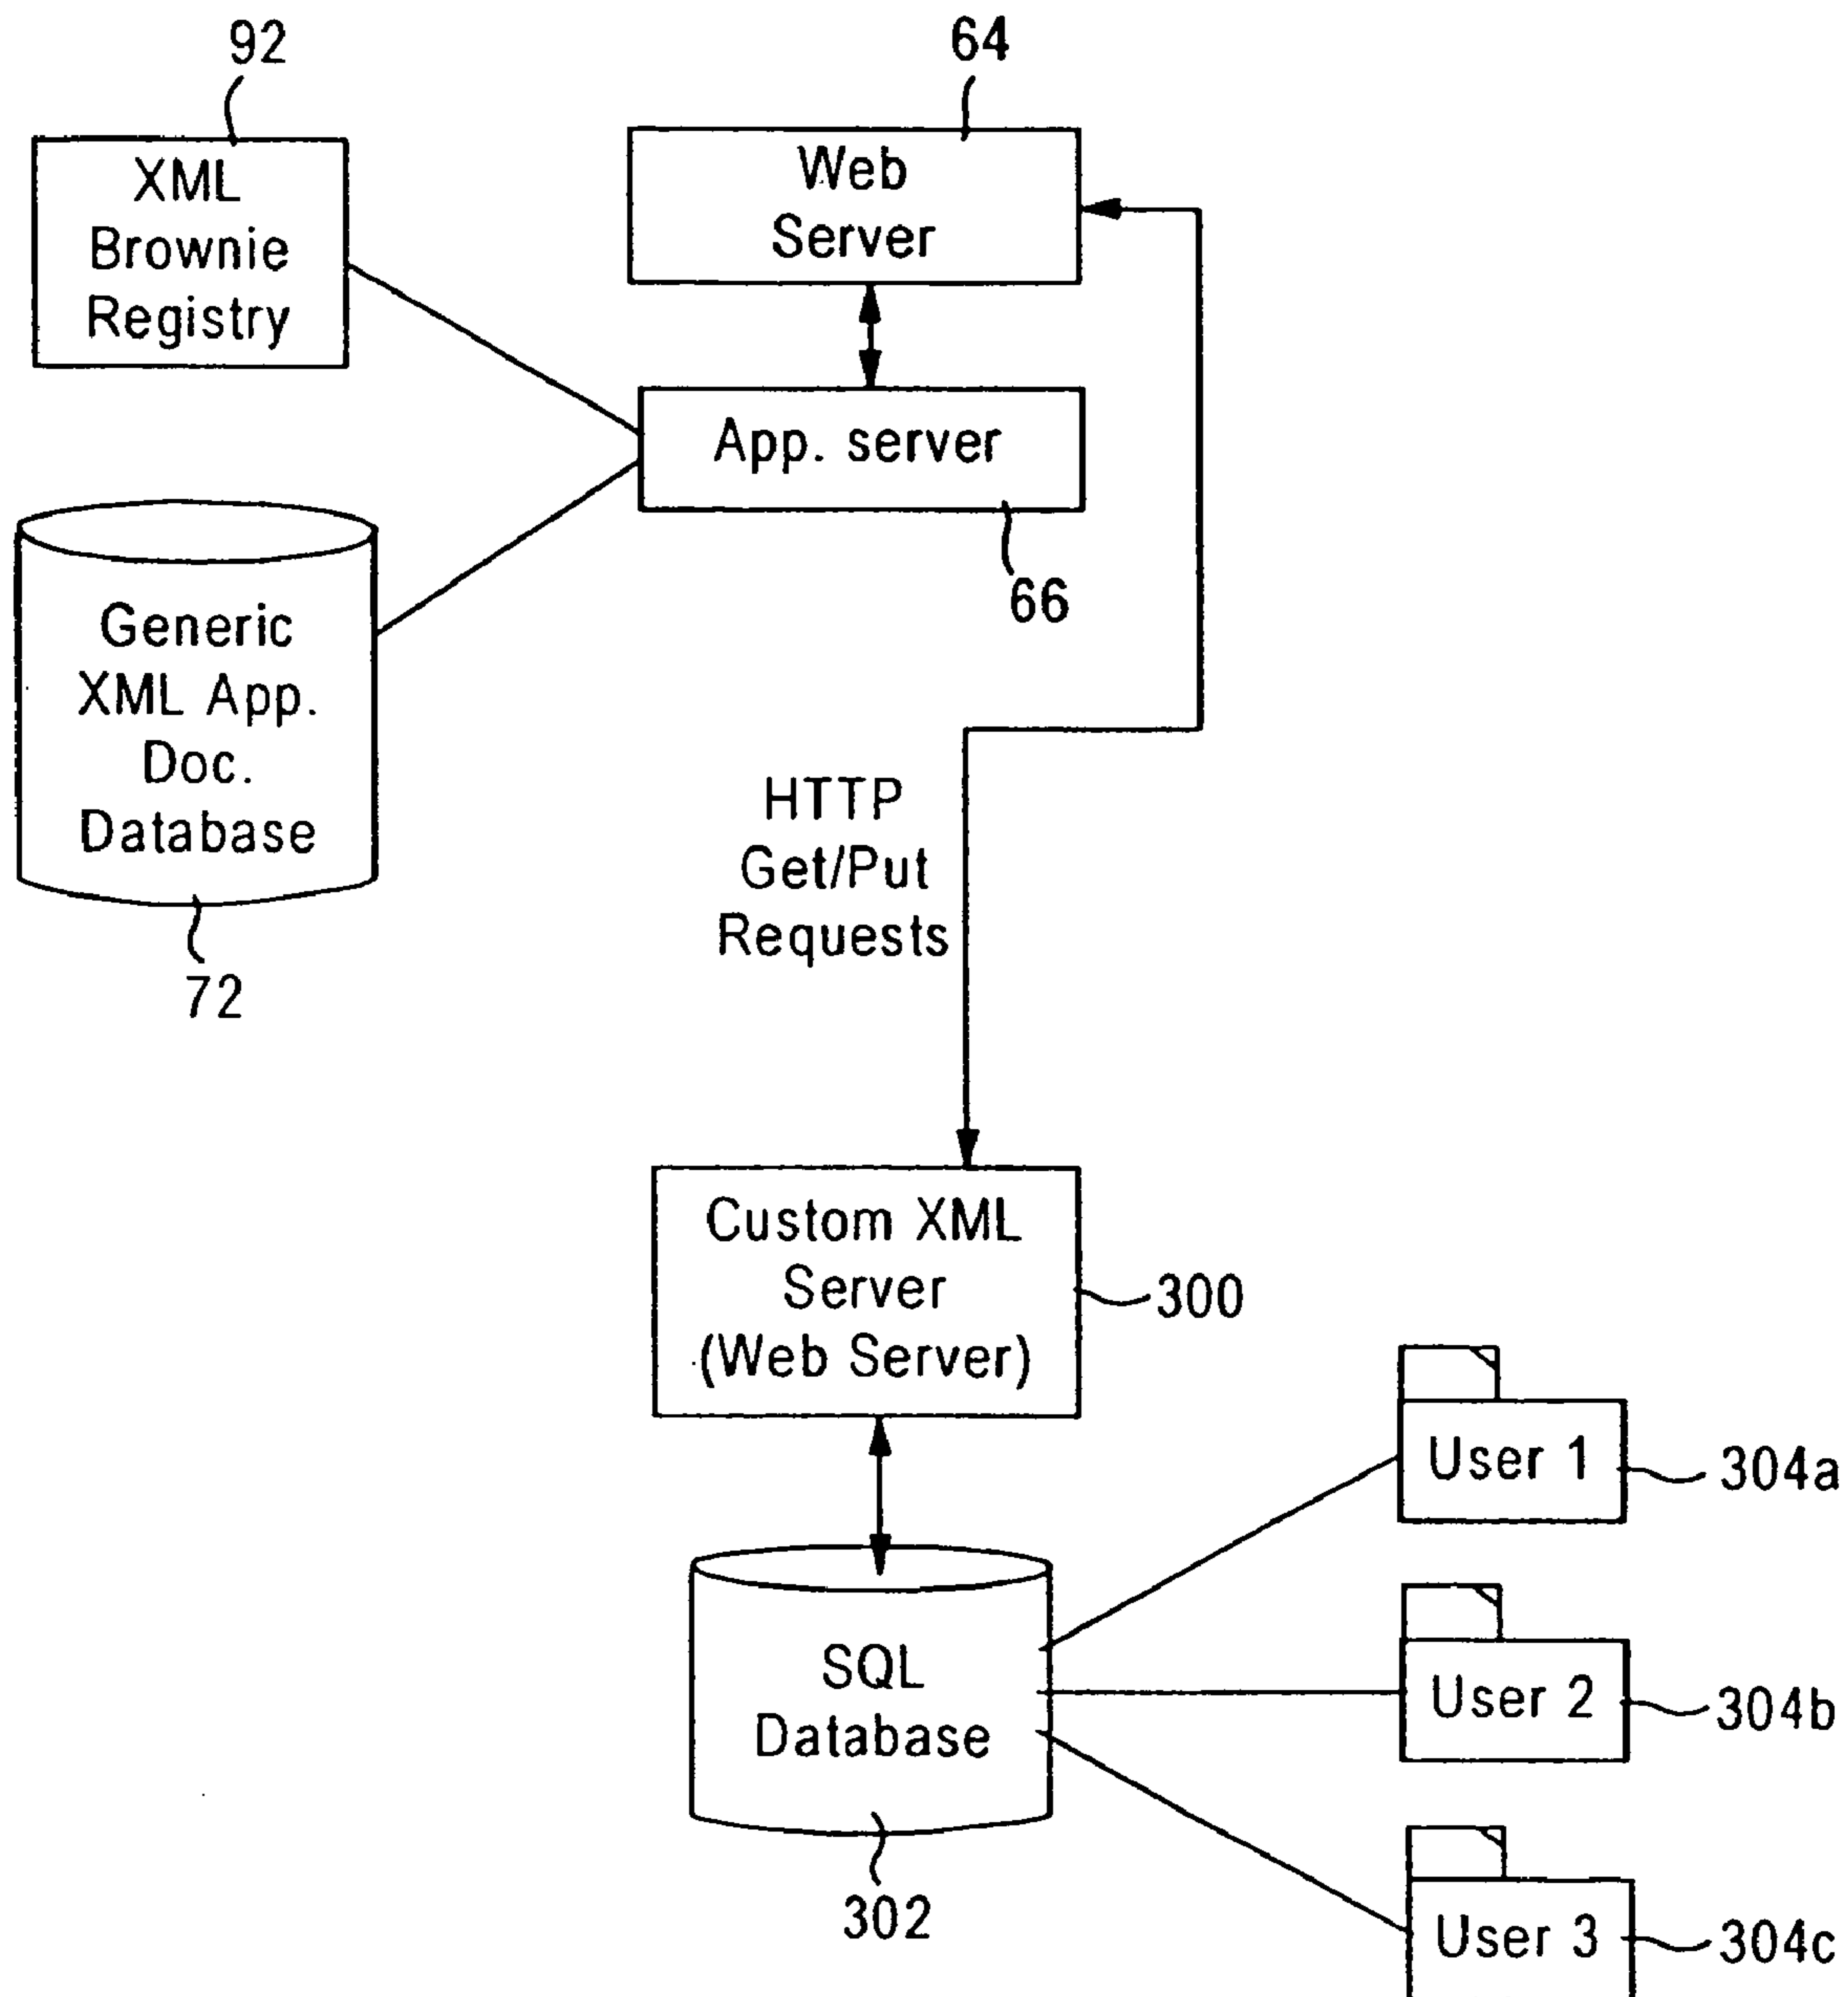 92
64
XML
Brownie
Registry
Web
Server
App. server
66
Generic
XML App.
Doc.
Database
72
HTTP
Get/Put
Requests
Custom XML
Server
(Web Server)
300
User 1
304a
SQL
Database
User 2
304b
302
User 3
304c